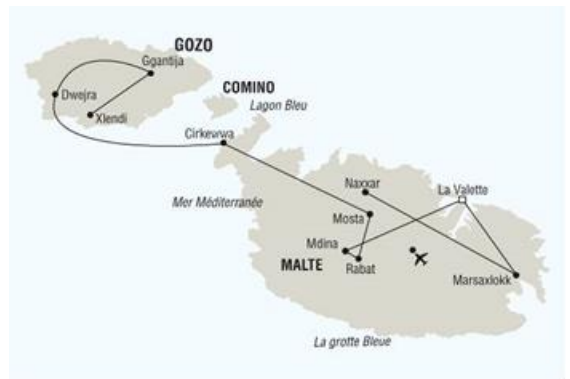 GOZO
Ggantija
COMINO
Dwejra
Lagon Bleu
Xlendi
Cirkewwa
Naxxar
La Valette
Mer Méditerranée
Mosta
Mdina
MALTE
Rabat
Marsaxlokk
La grotte Bleue